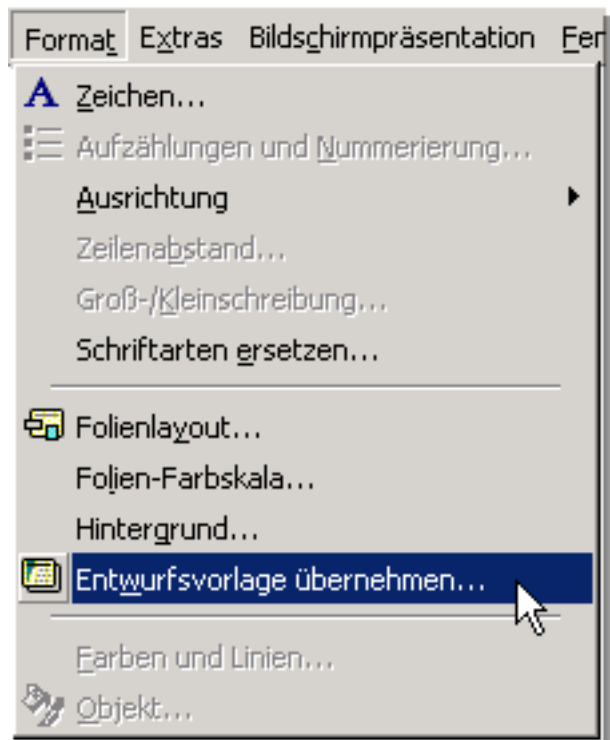 Format Extras Bildschirmpräsentation
Zeichen...
Aufzählungen und Nummerierung...
Ausrichtung
Zeilenabstand...
Groß-/Kleinschreibung...
Schriftarten ersetzen...
Folienlayout...
Folien-Farbskala...
Hintergrund...
Entwurfsvorlage übernehmen...
Farben und Linien...
Objekt...